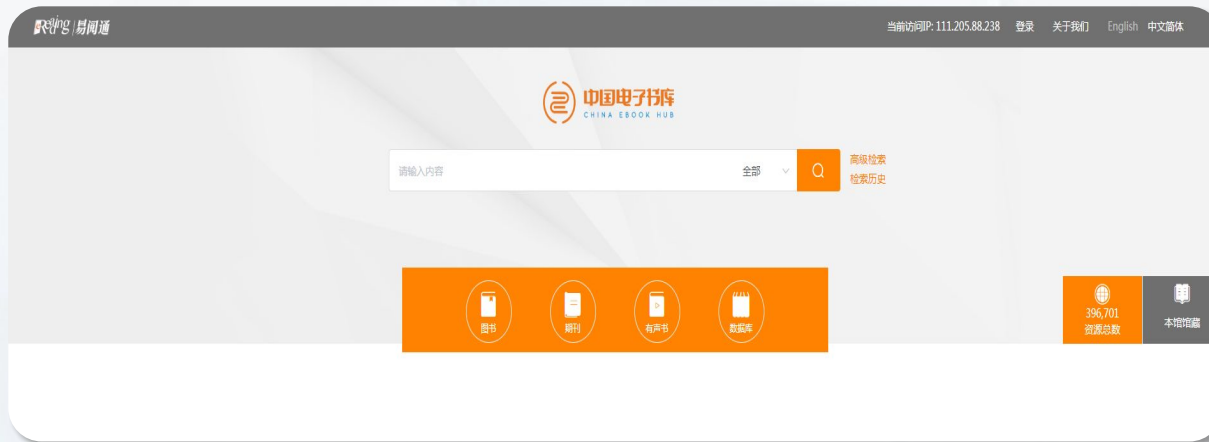 易阅通
当前访问IP: 111.205.88.238 登录 关于我们 English 中文简体
中国电子书库
CHINA EBOOK HUB
请输入内容 全部
高级检索
检索历史
图书 期刊 有声书 数据库
396,701
资源总数
本馆馆藏